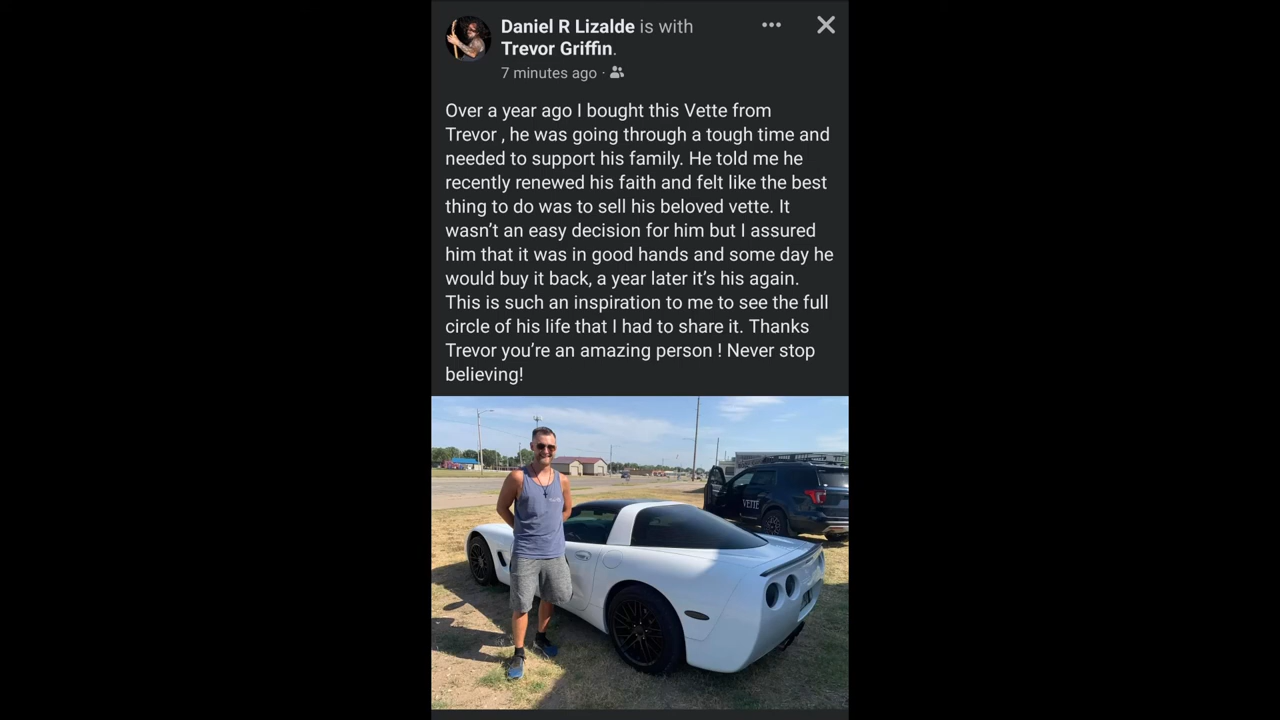 Daniel R Lizalde is with
Trevor Griffin.
7 minutes ago ·
Over a year ago I bought this Vette from
Trevor , he was going through a tough time and
needed to support his family. He told me he
recently renewed his faith and felt like the best
thing to do was to sell his beloved vette. It
wasn’t an easy decision for him but I assured
him that it was in good hands and some day he
would buy it back, a year later it’s his again.
This is such an inspiration to me to see the full
circle of his life that I had to share it. Thanks
Trevor you’re an amazing person ! Never stop
believing!
VETTE